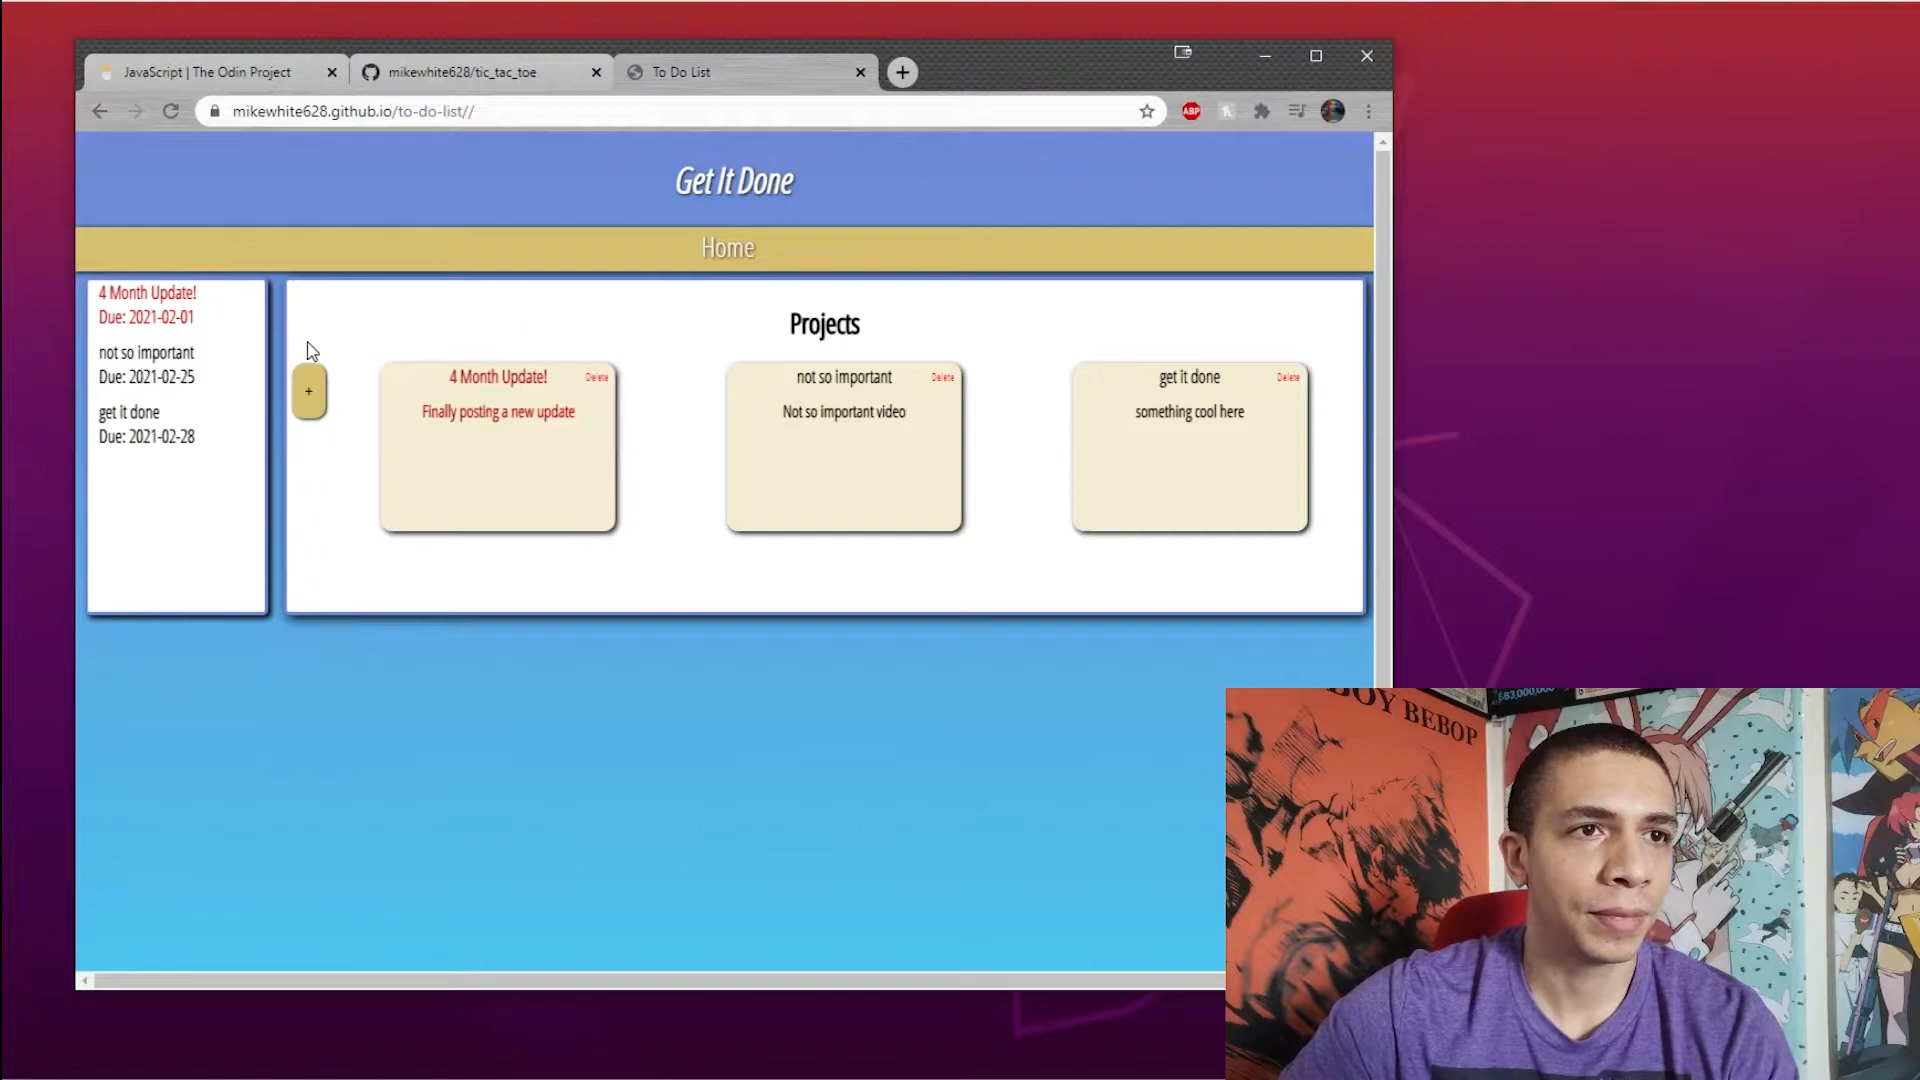 JavaScript | The Odin Project
mikewhite628/tic_tac_toe
To Do List
mikewhite628.github.io/to-do-list//
ABP
Get It Done
Home
4 Month Update!
Due: 2021-02-01
not so important
Due: 2021-02-25
get it done
Due: 2021-02-28
Projects
+
4 Month Update!
Delete
Finally posting a new update
not so important
Delete
Not so important video
get it done
Delete
something cool here
BOY BEBOP